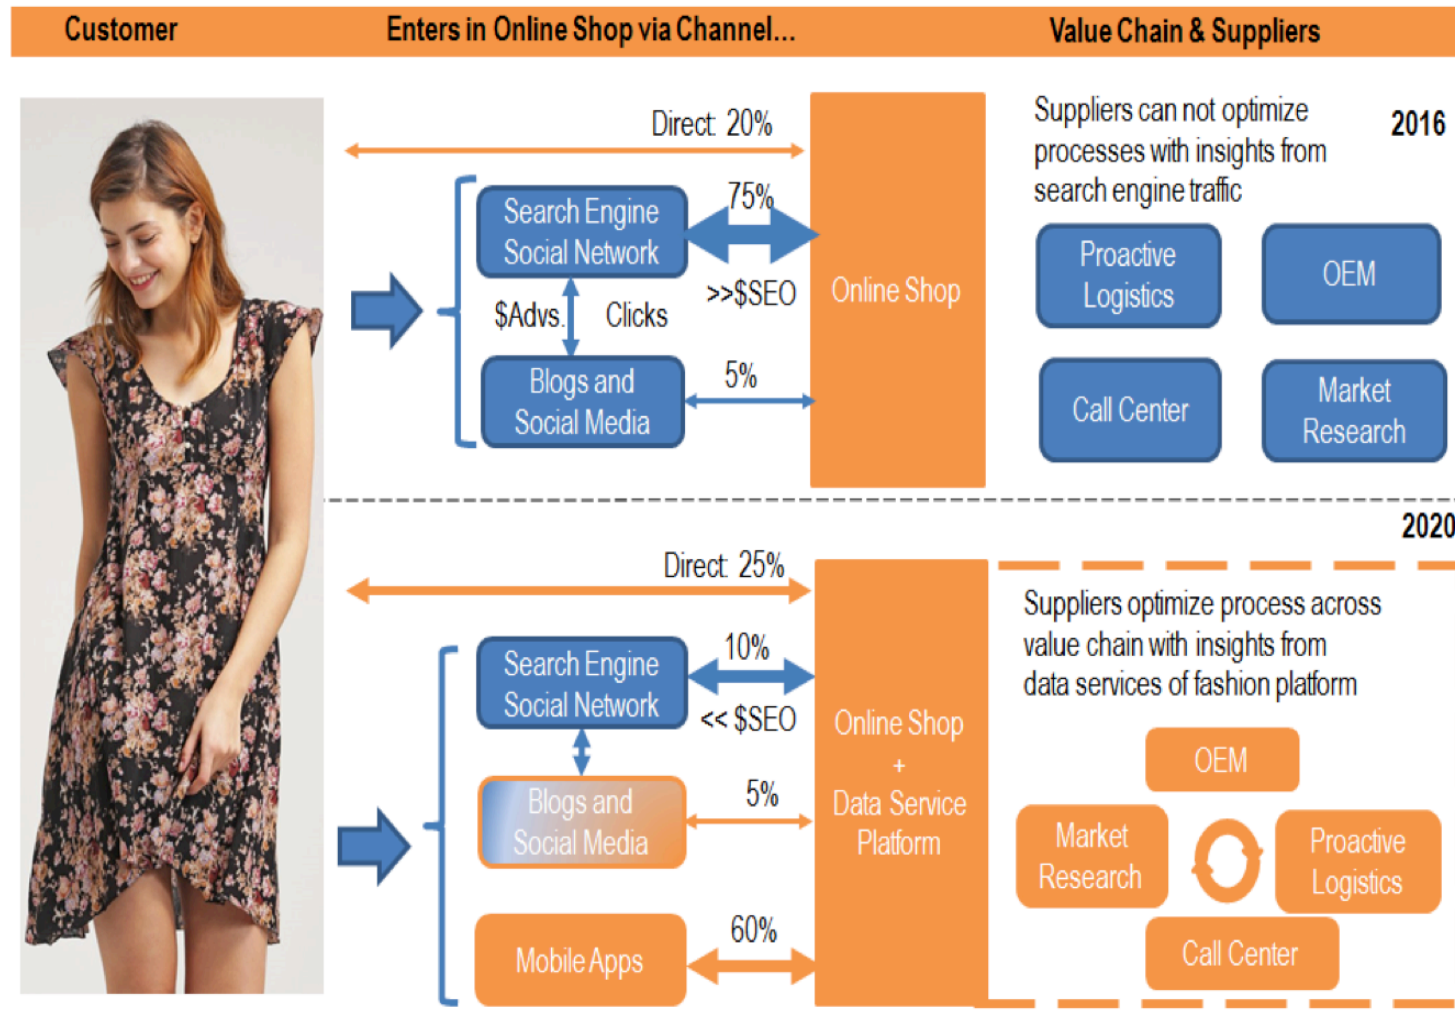 Customer
Enters in Online Shop via Channel...
Value Chain & Suppliers
Direct: 20%
Search Engine
Social Network
75%
>>$SEO
$Advs.
Clicks
Blogs and
Social Media
5%
Online Shop
Suppliers can not optimize
processes with insights from
search engine traffic
2016
Proactive
Logistics
OEM
Call Center
Market
Research
2020
Direct: 25%
Search Engine
Social Network
10%
<< $SEO
Blogs and
Social Media
5%
Mobile Apps
60%
Online Shop
+
Data Service
Platform
Suppliers optimize process across
value chain with insights from
data services of fashion platform
OEM
Market
Research
Proactive
Logistics
Call Center